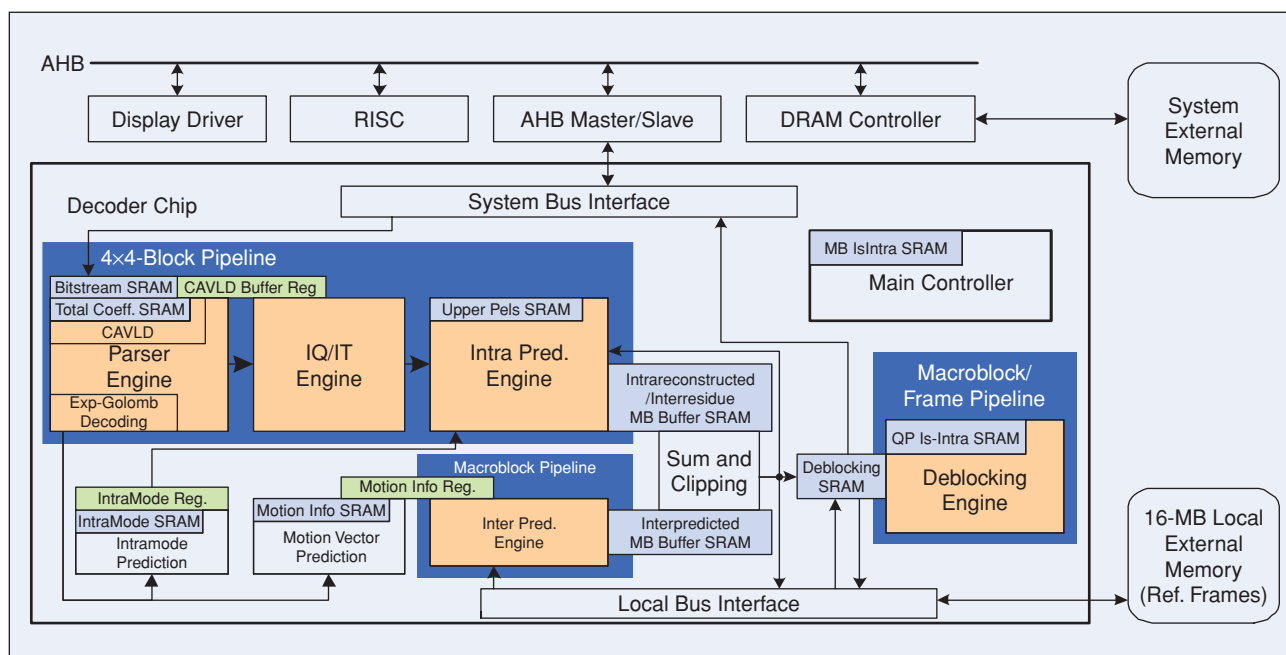 AHB
Display Driver
RISC
AHB Master/Slave
DRAM Controller
System
External
Memory
System Bus Interface
Decoder Chip
4×4-Block Pipeline
MB IsIntra SRAM
Main Controller
Bitstream SRAM
CAVLD Buffer Reg
Total Coeff. SRAM
CAVLD
Parser
Engine
Exp-Golomb
Decoding
IQ/IT
Engine
Upper Pels SRAM
Intra Pred.
Engine
Intrareconstructed
/Interresidue
MB Buffer SRAM
Macroblock/
Frame Pipeline
QP Is-Intra SRAM
Deblocking
Engine
Deblocking
SRAM
Sum and
Clipping
Macroblock Pipeline
Motion Info Reg.
Motion Info SRAM
Motion Vector
Prediction
IntraMode Reg.
IntraMode SRAM
Intramode
Prediction
Inter Pred.
Engine
Interpredicted
MB Buffer SRAM
Local Bus Interface
16-MB Local
External
Memory
(Ref. Frames)